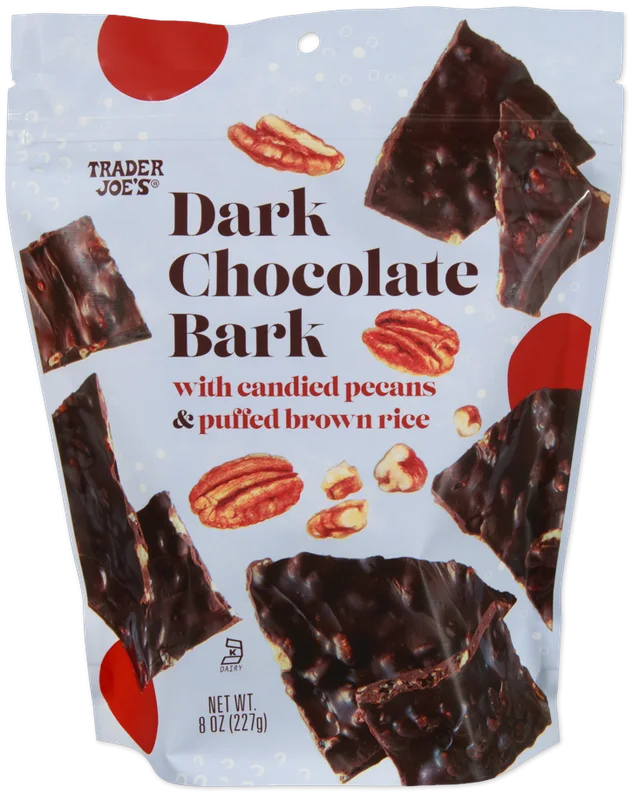 TRADER
JOE'S®
Dark
Chocolate
Bark
with candied pecans
& puffed brown rice
K
DAIRY
NET WT.
8 OZ (227g)